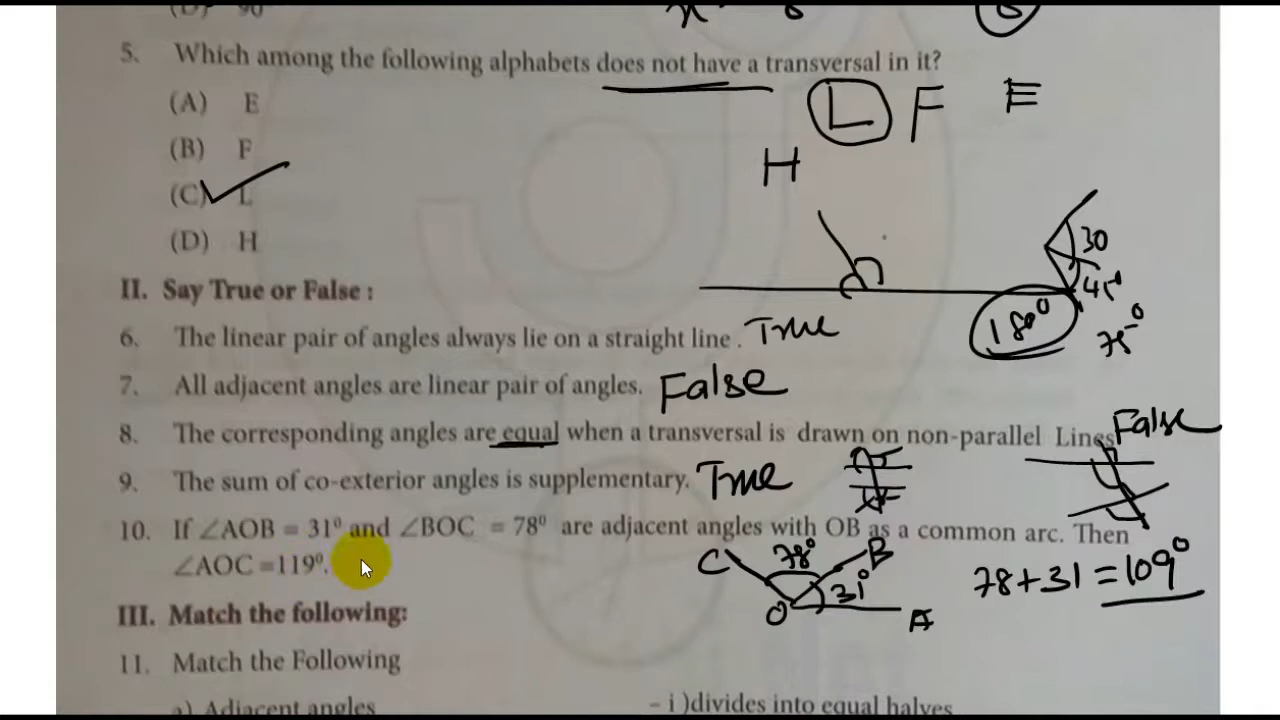 (D) 90
5. Which among the following alphabets does not have a transversal in it?
(A) E
L F E
(B) F
H
(C) L
30
(D) H
45°
II. Say True or False :
180°
75°
6. The linear pair of angles always lie on a straight line . True
7. All adjacent angles are linear pair of angles. False
8. The corresponding angles are equal when a transversal is drawn on non-parallel Lines False
9. The sum of co-exterior angles is supplementary. True
10. If ∠AOB = 31⁰ and ∠BOC = 78⁰ are adjacent angles with OB as a common arc. Then
∠AOC =119⁰.
C 78° B
O 31° A
78+31 = 109°
III. Match the following:
11. Match the Following
a) Adjacent angles – i )divides into equal halves